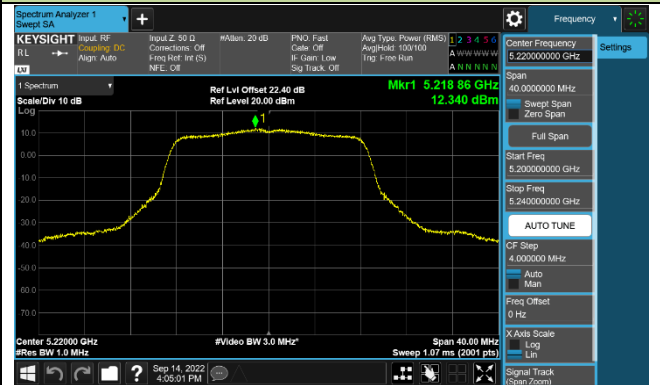 Spectrum Analyzer 1
Swept SA
Frequency
KEYSIGHT
Input: RF
Coupling: DC
Align: Auto
Input Z: 50 Ω
Corrections: Off
Freq Ref: Int (S)
NFE: Off
#Atten: 20 dB
PNO: Fast
Gate: Off
IF Gain: Low
Sig Track: Off
Avg Type: Power (RMS)
Avg|Hold: 100/100
Trig: Free Run
1 2 3 4 5 6
A W W W W W
A N N N N N
RL
LXI
1 Spectrum
Scale/Div 10 dB
Ref Lvl Offset 22.40 dB
Ref Level 20.00 dBm
Mkr1 5.218 86 GHz
12.340 dBm
Log
1
10.0
0.00
-10.0
-20.0
-30.0
-40.0
-50.0
-60.0
-70.0
Center 5.22000 GHz
#Res BW 1.0 MHz
#Video BW 3.0 MHz*
Span 40.00 MHz
Sweep 1.07 ms (2001 pts)
Sep 14, 2022
4:05:01 PM
Center Frequency
5.220000000 GHz
Settings
Span
40.0000000 MHz
Swept Span
Zero Span
Full Span
Start Freq
5.200000000 GHz
Stop Freq
5.240000000 GHz
AUTO TUNE
CF Step
4.000000 MHz
Auto
Man
Freq Offset
0 Hz
X Axis Scale
Log
Lin
Signal Track
(Span Zoom)